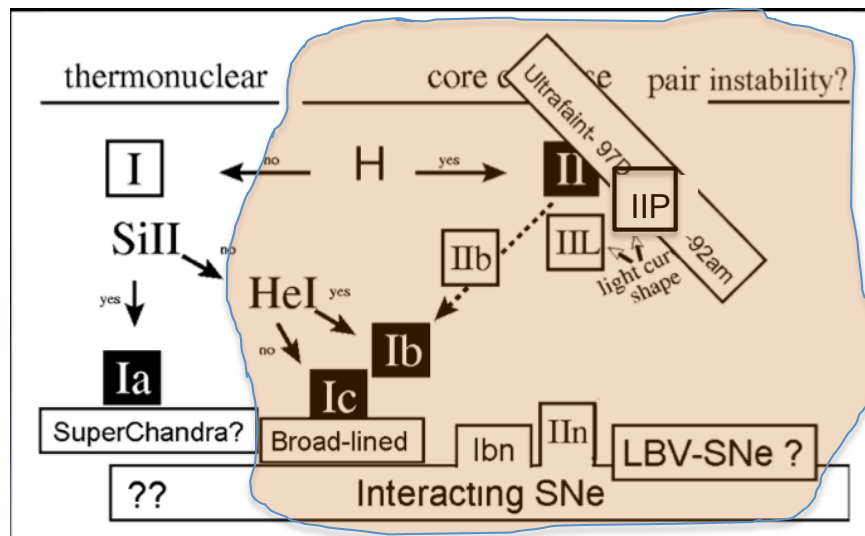 thermonuclear core c se pair instability?
Ultrafaint- 97D
-92am
I no H yes II
IIP
SiII no
IIb IIL
light cur
shape
yes HeI yes
no Ib
Ia Ic
SuperChandra? Broad-lined Ibn IIn LBV-SNe ?
?? Interacting SNe